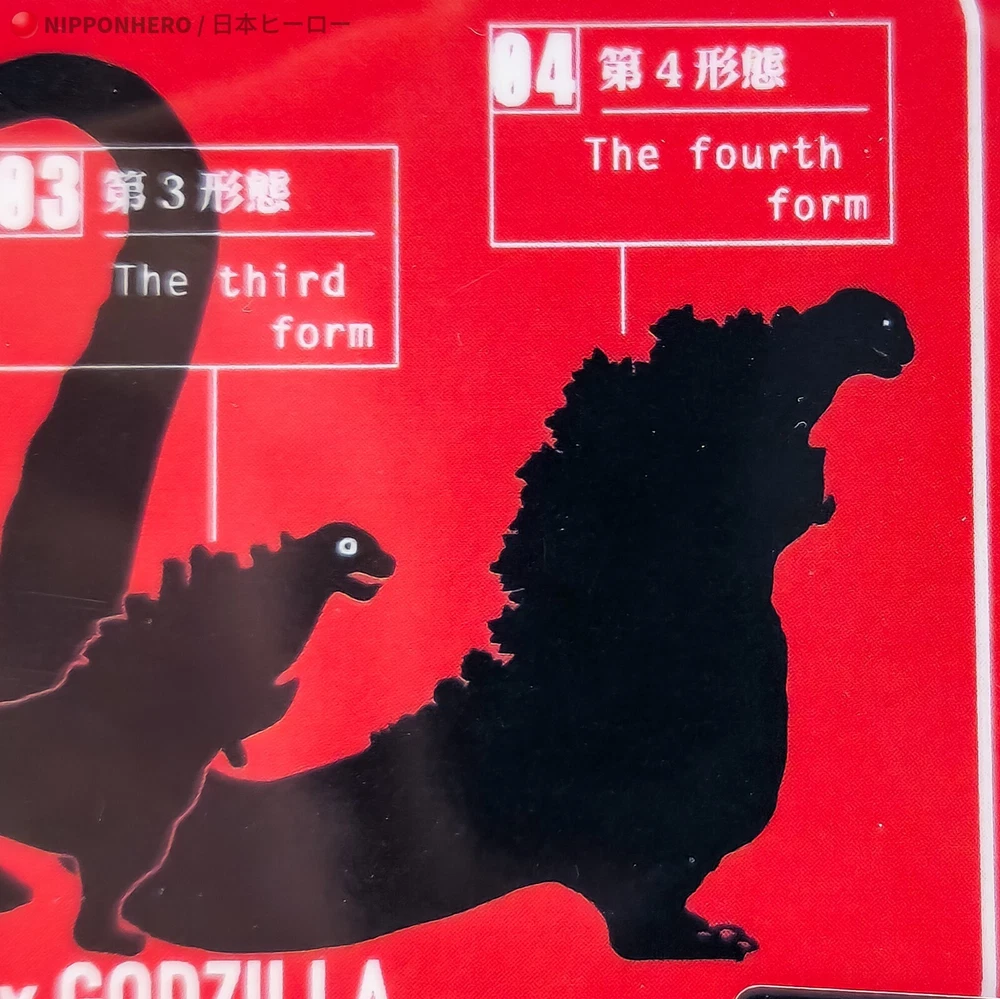 NIPPONHERO / 日本ヒーロー
04 第4形態
The fourth
form
03 第3形態
The third
form
GODZILLA